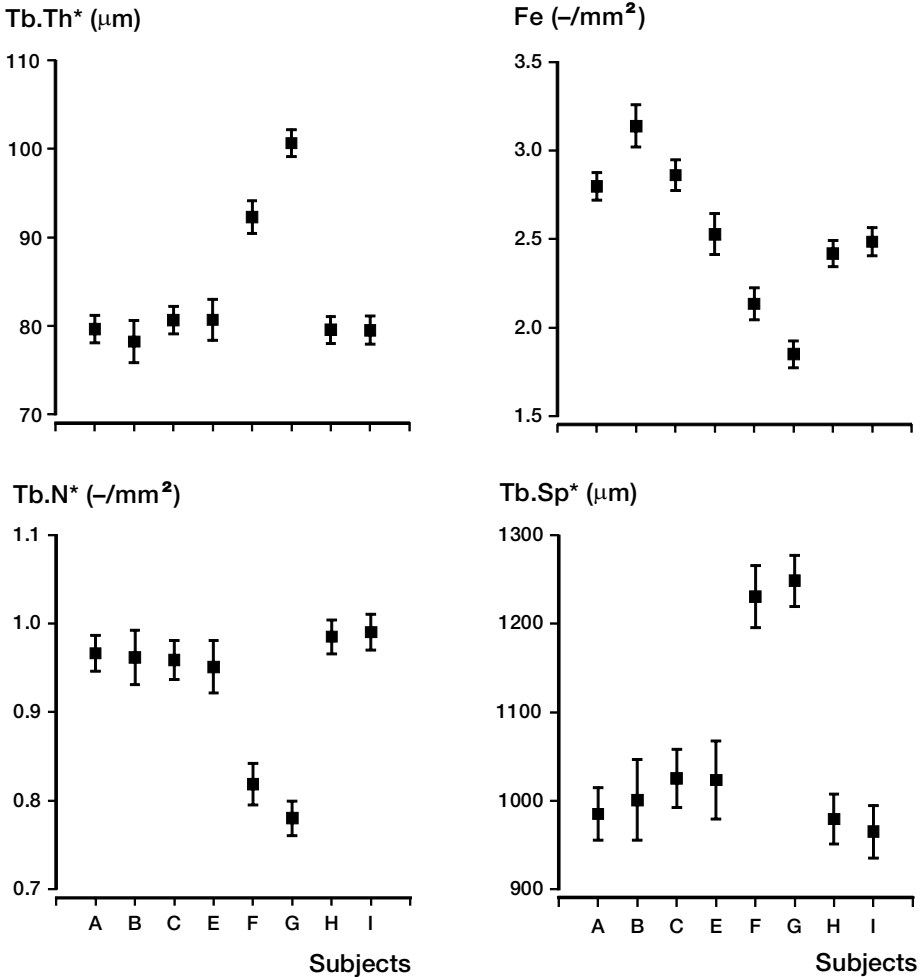 Tb.Th* (μm)
110
100
90
80
70
Fe (–/mm²)
3.5
3.0
2.5
2.0
1.5
Tb.N* (–/mm²)
1.1
1.0
0.9
0.8
0.7
A B C E F G H I
Subjects
Tb.Sp* (μm)
1300
1200
1100
1000
900
A B C E F G H I
Subjects